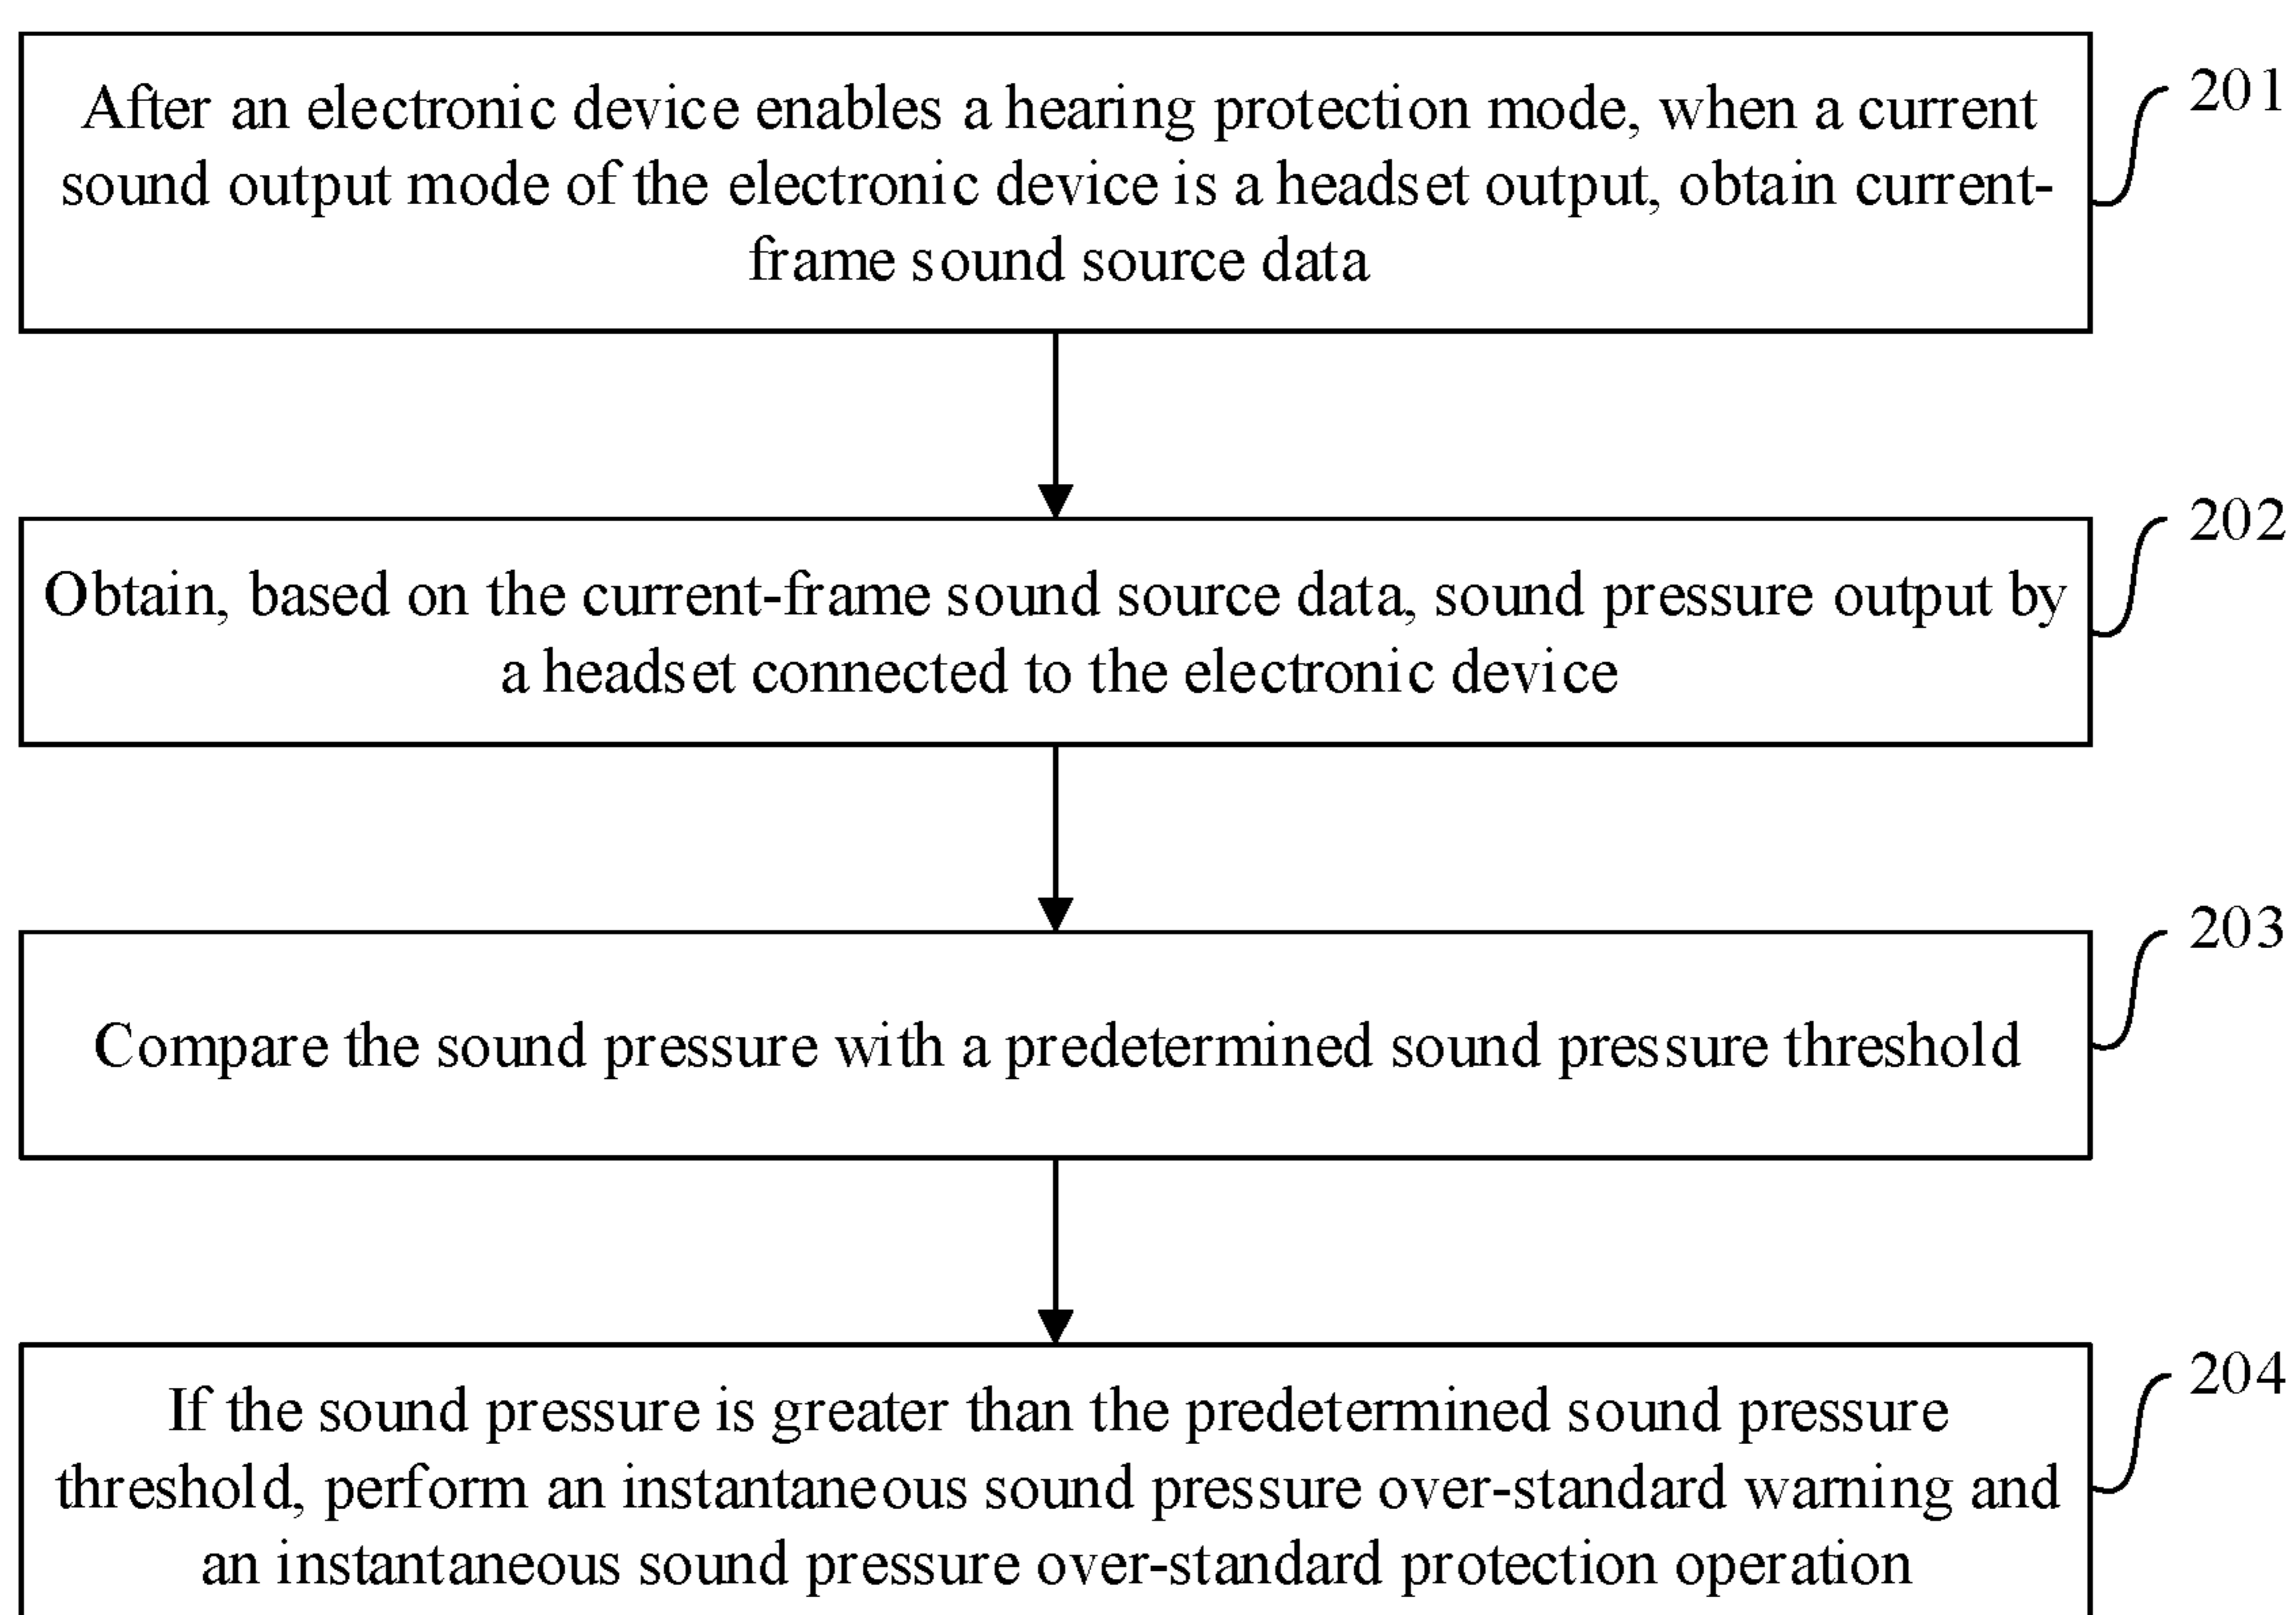 After an electronic device enables a hearing protection mode, when a current
sound output mode of the electronic device is a headset output, obtain current-
frame sound source data
201
Obtain, based on the current-frame sound source data, sound pressure output by
a headset connected to the electronic device
202
Compare the sound pressure with a predetermined sound pressure threshold
203
If the sound pressure is greater than the predetermined sound pressure
threshold, perform an instantaneous sound pressure over-standard warning and
an instantaneous sound pressure over-standard protection operation
204